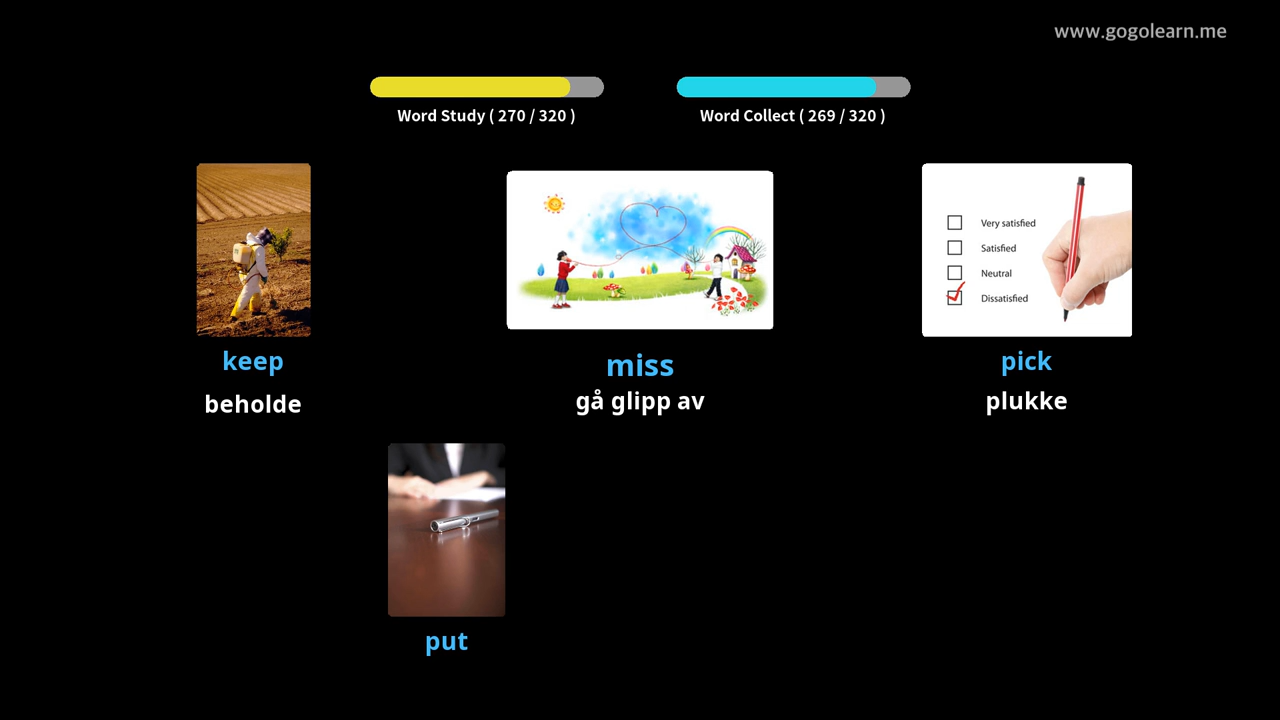 www.gogolearn.me
Word Study ( 270 / 320 )
Word Collect ( 269 / 320 )
Very satisfied
Satisfied
Neutral
Dissatisfied
keep
miss
pick
beholde
gå glipp av
plukke
put